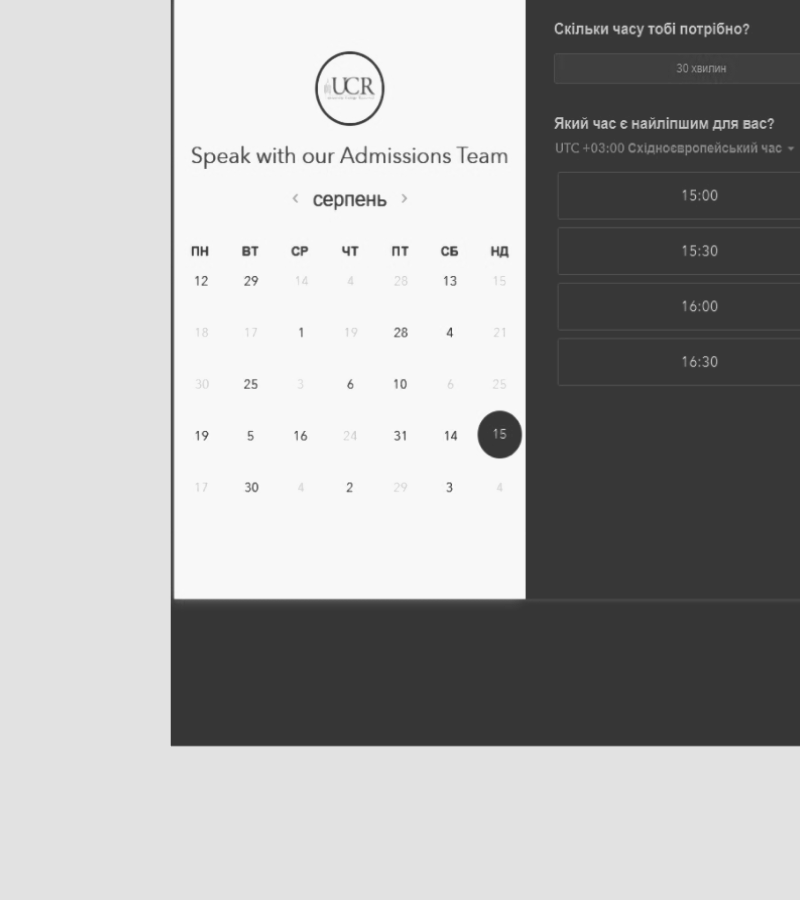 UCR
Speak with our Admissions Team
серпень
ПН ВТ СР ЧТ ПТ СБ НД
12 29 14 4 28 13 15
18 17 1 19 28 4 21
30 25 3 6 10 6 25
19 5 16 24 31 14 15
17 30 4 2 29 3 4
Скільки часу тобі потрібно?
30 хвилин
Який час є найліпшим для вас?
UTC +03:00 Східноєвропейський час
15:00
15:30
16:00
16:30